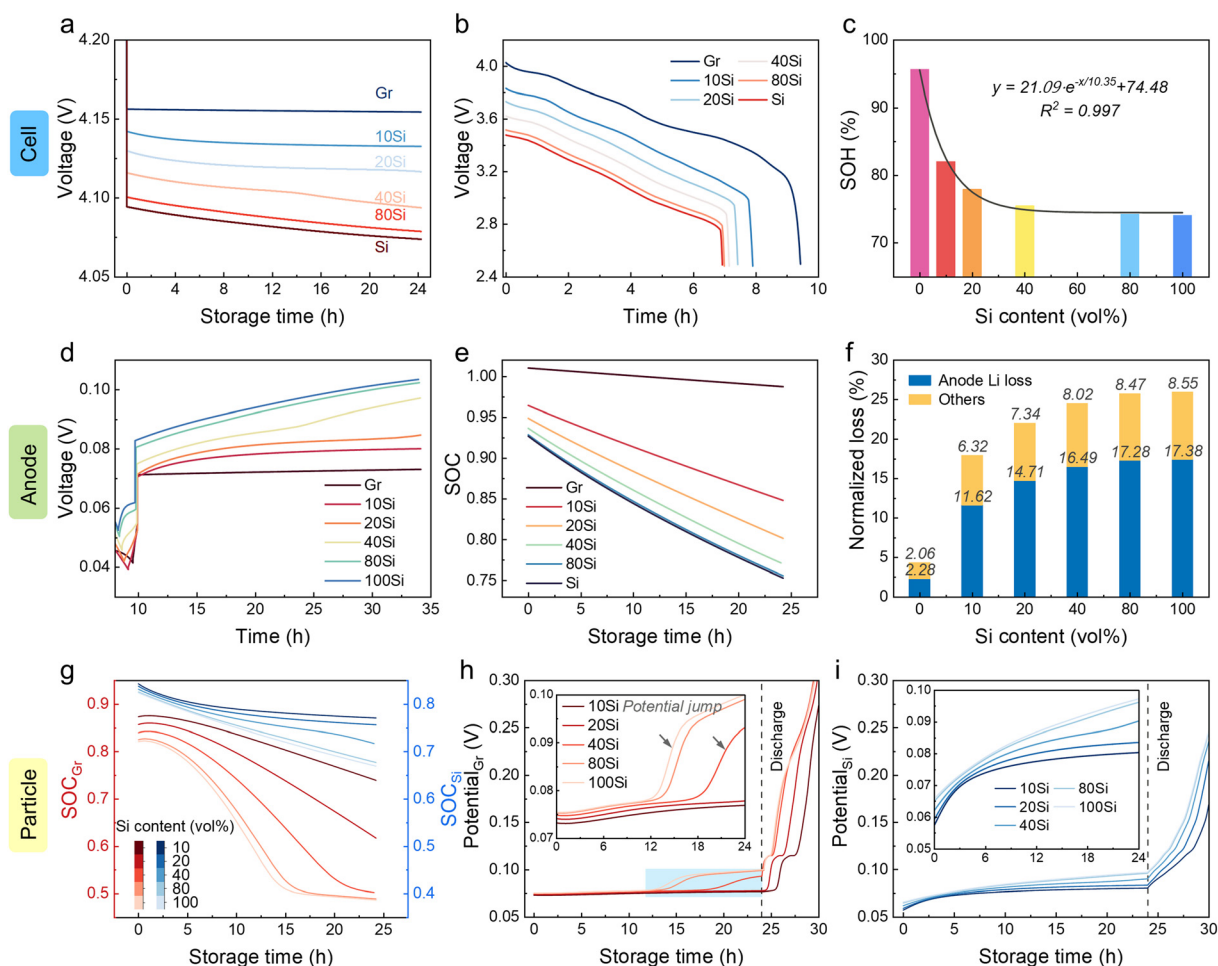 Cell
a
4.20
4.15
4.10
4.05
Voltage (V)
Gr
10Si
20Si
40Si
80Si
Si
0 4 8 12 16 20 24
Storage time (h)
b
4.0
3.6
3.2
2.8
2.4
Voltage (V)
Gr 40Si
10Si 80Si
20Si Si
0 2 4 6 8 10
Time (h)
c
100
95
90
85
80
75
70
SOH (%)
y = 21.09·e^-x/10.35+74.48
R² = 0.997
0 20 40 60 80 100
Si content (vol%)
Anode
d
0.10
0.08
0.06
0.04
Voltage (V)
Gr
10Si
20Si
40Si
80Si
100Si
10 15 20 25 30 35
Time (h)
e
1.00
0.95
0.90
0.85
0.80
0.75
SOC
Gr
10Si
20Si
40Si
80Si
Si
0 5 10 15 20 25
Storage time (h)
f
30
25
20
15
10
5
0
Normalized loss (%)
Anode Li loss
Others
2.06
2.28
6.32
11.62
7.34
14.71
8.02
16.49
8.47
17.28
8.55
17.38
0 10 20 40 80 100
Si content (vol%)
Particle
g
0.9
0.8
0.7
0.6
0.5
SOC_Gr
0.8
0.7
0.6
0.5
0.4
SOC_Si
Si content (vol%)
10
20
40
80
100
0 5 10 15 20 25
Storage time (h)
h
0.30
0.25
0.20
0.15
0.10
0.05
Potential_Gr (V)
0.10
0.09
0.08
0.07
10Si Potential jump
20Si
40Si
80Si
100Si
0 6 12 18 24
Discharge
0 5 10 15 20 25 30
Storage time (h)
i
0.30
0.25
0.20
0.15
0.10
0.05
Potential_Si (V)
0.10
0.09
0.08
0.07
0.06
0.05
10Si 80Si
20Si 100Si
40Si
0 6 12 18 24
Discharge
0 5 10 15 20 25 30
Storage time (h)